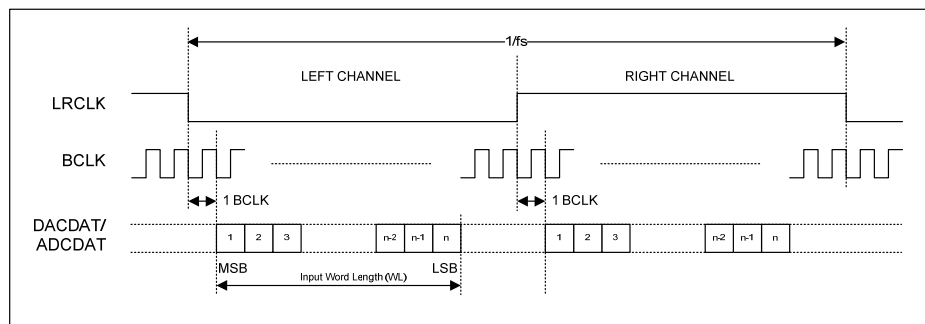 1/fs
LEFT CHANNEL RIGHT CHANNEL
LRCLK
BCLK
1 BCLK 1 BCLK
DACDAT/
ADCDAT
1 2 3 n-2 n-1 n 1 2 3 n-2 n-1 n
MSB LSB
Input Word Length (WL)